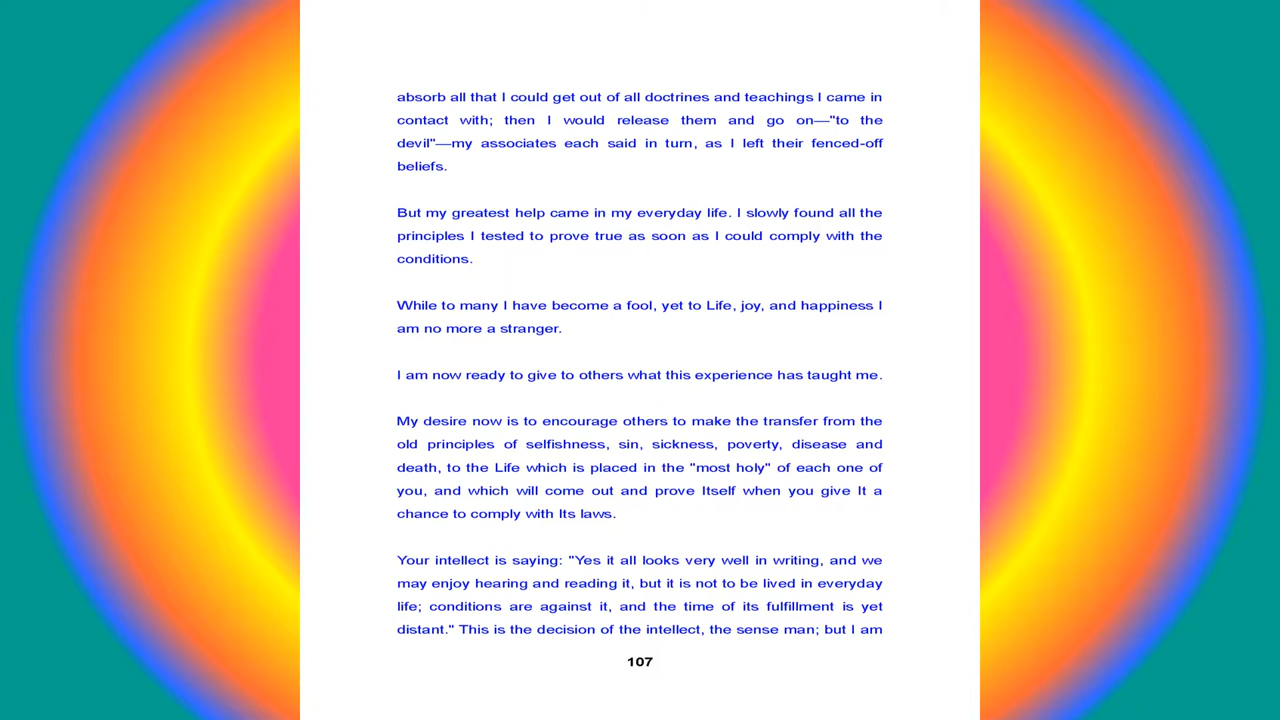 absorb all that I could get out of all doctrines and teachings I came in
contact with; then I would release them and go on—"to the
devil"—my associates each said in turn, as I left their fenced-off
beliefs.
But my greatest help came in my everyday life. I slowly found all the
principles I tested to prove true as soon as I could comply with the
conditions.
While to many I have become a fool, yet to Life, joy, and happiness I
am no more a stranger.
I am now ready to give to others what this experience has taught me.
My desire now is to encourage others to make the transfer from the
old principles of selfishness, sin, sickness, poverty, disease and
death, to the Life which is placed in the "most holy" of each one of
you, and which will come out and prove Itself when you give It a
chance to comply with Its laws.
Your intellect is saying: "Yes it all looks very well in writing, and we
may enjoy hearing and reading it, but it is not to be lived in everyday
life; conditions are against it, and the time of its fulfillment is yet
distant." This is the decision of the intellect, the sense man; but I am
107